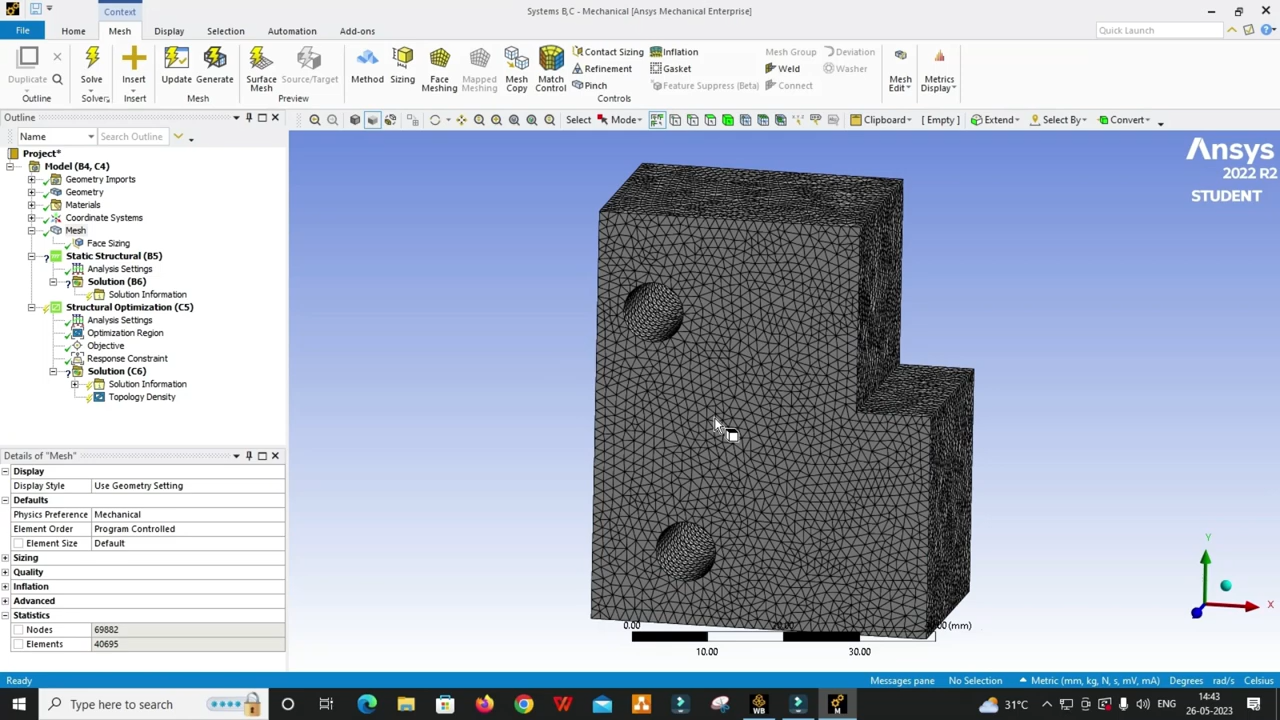 Context
Systems B,C - Mechanical [Ansys Mechanical Enterprise]
File
Home
Mesh
Display
Selection
Automation
Add-ons
Quick Launch
Duplicate
Outline
Solve
Solver
Insert
Insert
Update
Generate
Mesh
Surface Mesh
Source/Target
Preview
Method
Sizing
Face Meshing
Mapped Meshing
Mesh Copy
Match Control
Contact Sizing
Refinement
Pinch
Inflation
Gasket
Feature Suppress (Beta)
Mesh Group
Weld
Connect
Deviation
Washer
Controls
Mesh Edit
Metrics Display
Outline
Select
Mode
Clipboard
[ Empty ]
Extend
Select By
Convert
Name
Search Outline
Project*
Model (B4, C4)
Geometry Imports
Geometry
Materials
Coordinate Systems
Mesh
Face Sizing
Static Structural (B5)
Analysis Settings
Solution (B6)
Solution Information
Structural Optimization (C5)
Analysis Settings
Optimization Region
Objective
Response Constraint
Solution (C6)
Solution Information
Topology Density
Ansys
2022 R2
STUDENT
Details of "Mesh"
Display
Display Style Use Geometry Setting
Defaults
Physics Preference Mechanical
Element Order Program Controlled
Element Size Default
Sizing
Quality
Inflation
Advanced
Statistics
Nodes 69882
Elements 40695
0.00
20.00
(mm)
10.00
30.00
Y
X
Ready
Messages pane
No Selection
Metric (mm, kg, N, s, mV, mA)
Degrees
rad/s
Celsius
Type here to search
WB
M
31°C
ENG
14:43
26-05-2023